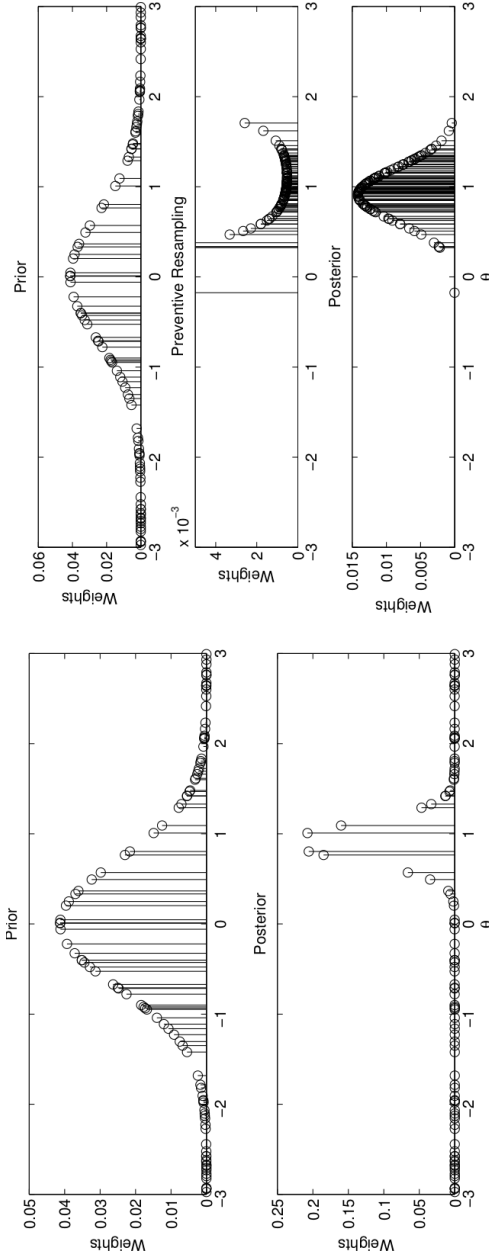 Prior
Weights
0.05
0.04
0.03
0.02
0.01
0
−3 −2 −1 0 1 2 3
Posterior
Weights
0.25
0.2
0.15
0.1
0.05
0
−3 −2 −1 0 1 2 3
θ
Prior
Weights
0.06
0.04
0.02
0
−3 −2 −1 0 1 2 3
x 10−3
Preventive Resampling
Weights
4
2
0
−3 −2 −1 0 1 2 3
Posterior
Weights
0.015
0.01
0.005
0
−3 −2 −1 0 1 2 3
θ